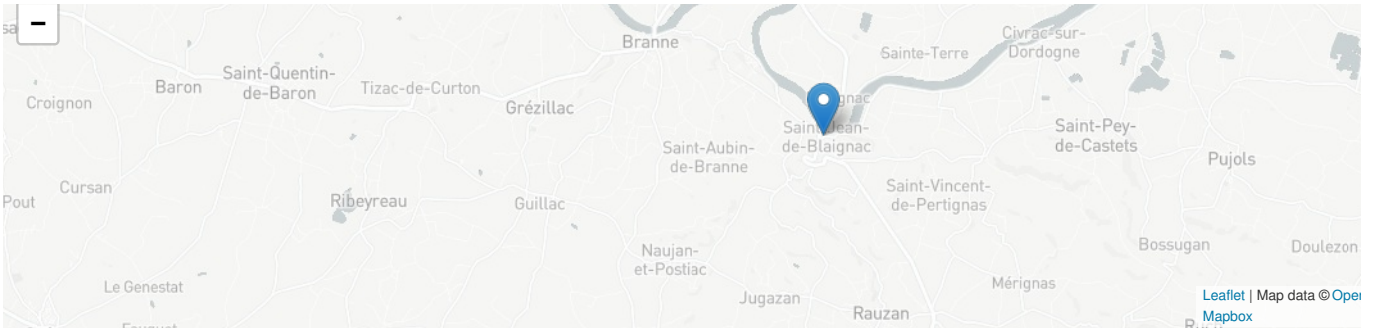 −
Branne
Civrac-sur-
Dordogne
Sainte-Terre
Saint-Quentin-
de-Baron
Baron
Tizac-de-Curton
Croignon
Grézillac
Saint-Jean-
de-Blaignac
Saint-Pey-
de-Castets
Saint-Aubin-
de-Branne
Pujols
Cursan
Saint-Vincent-
de-Pertignas
Pout
Ribeyreau
Guillac
Naujan-
et-Postiac
Bossugan
Doulezon
Le Genestat
Mérignas
Jugazan
Rauzan
Leaflet | Map data ©
Mapbox